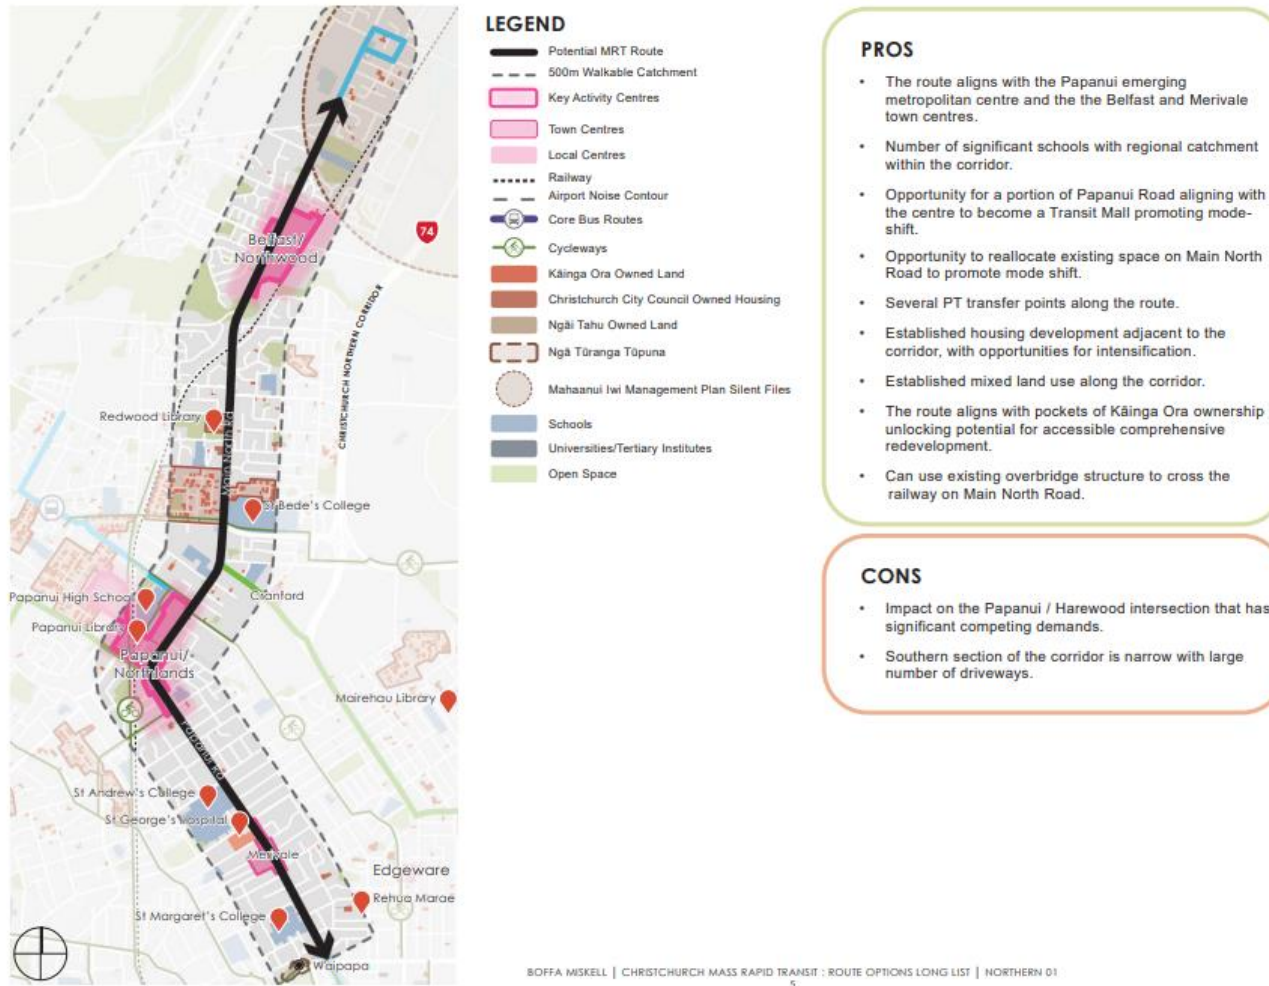 LEGEND
Potential MRT Route
500m Walkable Catchment
Key Activity Centres
Town Centres
Local Centres
Railway
Airport Noise Contour
Core Bus Routes
Cycleways
Kāinga Ora Owned Land
Christchurch City Council Owned Housing
Ngāi Tahu Owned Land
Ngā Tūranga Tūpuna
Mahaanui Iwi Management Plan Silent Files
Schools
Universities/Tertiary Institutes
Open Space
PROS
• The route aligns with the Papanui emerging
metropolitan centre and the the Belfast and Merivale
town centres.
• Number of significant schools with regional catchment
within the corridor.
• Opportunity for a portion of Papanui Road aligning with
the centre to become a Transit Mall promoting mode-
shift.
• Opportunity to reallocate existing space on Main North
Road to promote mode shift.
• Several PT transfer points along the route.
• Established housing development adjacent to the
corridor, with opportunities for intensification.
• Established mixed land use along the corridor.
• The route aligns with pockets of Kāinga Ora ownership
unlocking potential for accessible comprehensive
redevelopment.
• Can use existing overbridge structure to cross the
railway on Main North Road.
CONS
• Impact on the Papanui / Harewood intersection that has
significant competing demands.
• Southern section of the corridor is narrow with large
number of driveways.
74
Belfast/
Northwood
CHRISTCHURCH NORTHERN CORRIDOR
Redwood Library
Main North Rd
St Bede's College
Cranford
Papanui High School
Papanui Library
Papanui/
Northlands
Mairehau Library
Papanui Rd
St Andrew's College
St George's Hospital
Merivale
Edgeware
Rehua Marae
St Margaret's College
Waipapa
BOFFA MISKELL | CHRISTCHURCH MASS RAPID TRANSIT : ROUTE OPTIONS LONG LIST | NORTHERN 01
5